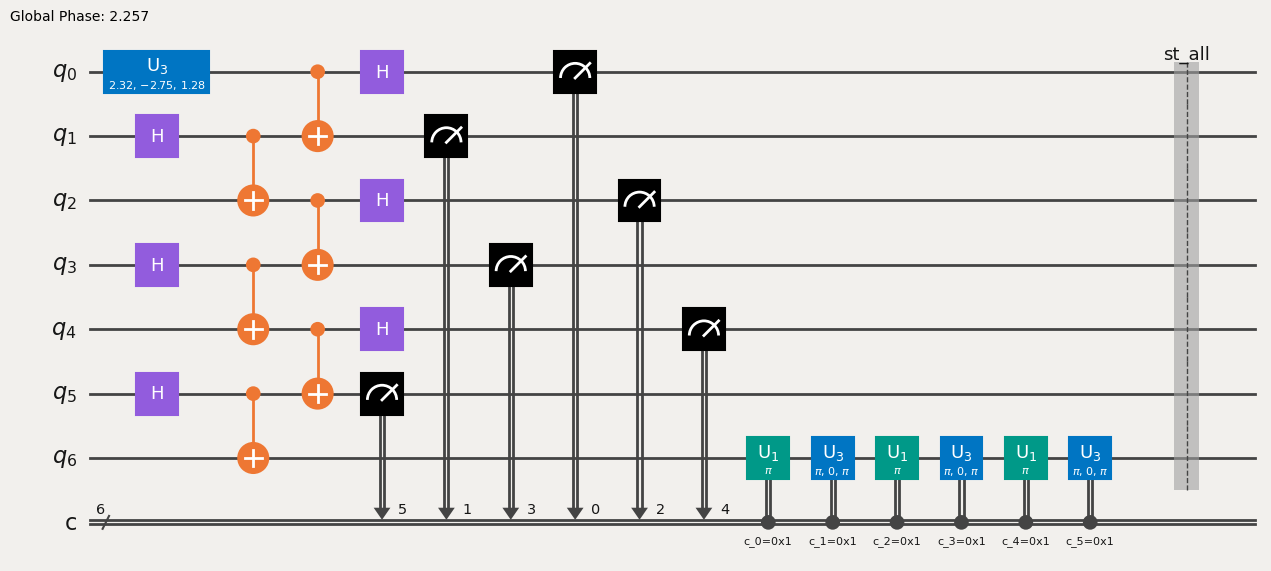 Global Phase: 2.257
st_all
q0 U3 H
2.32, −2.75, 1.28
q1 H
q2 H
q3 H
q4 H
q5 H
q6 U1 U3 U1 U3 U1 U3
π π, 0, π π π, 0, π π π, 0, π
6 5 1 3 0 2 4
c
c_0=0x1 c_1=0x1 c_2=0x1 c_3=0x1 c_4=0x1 c_5=0x1